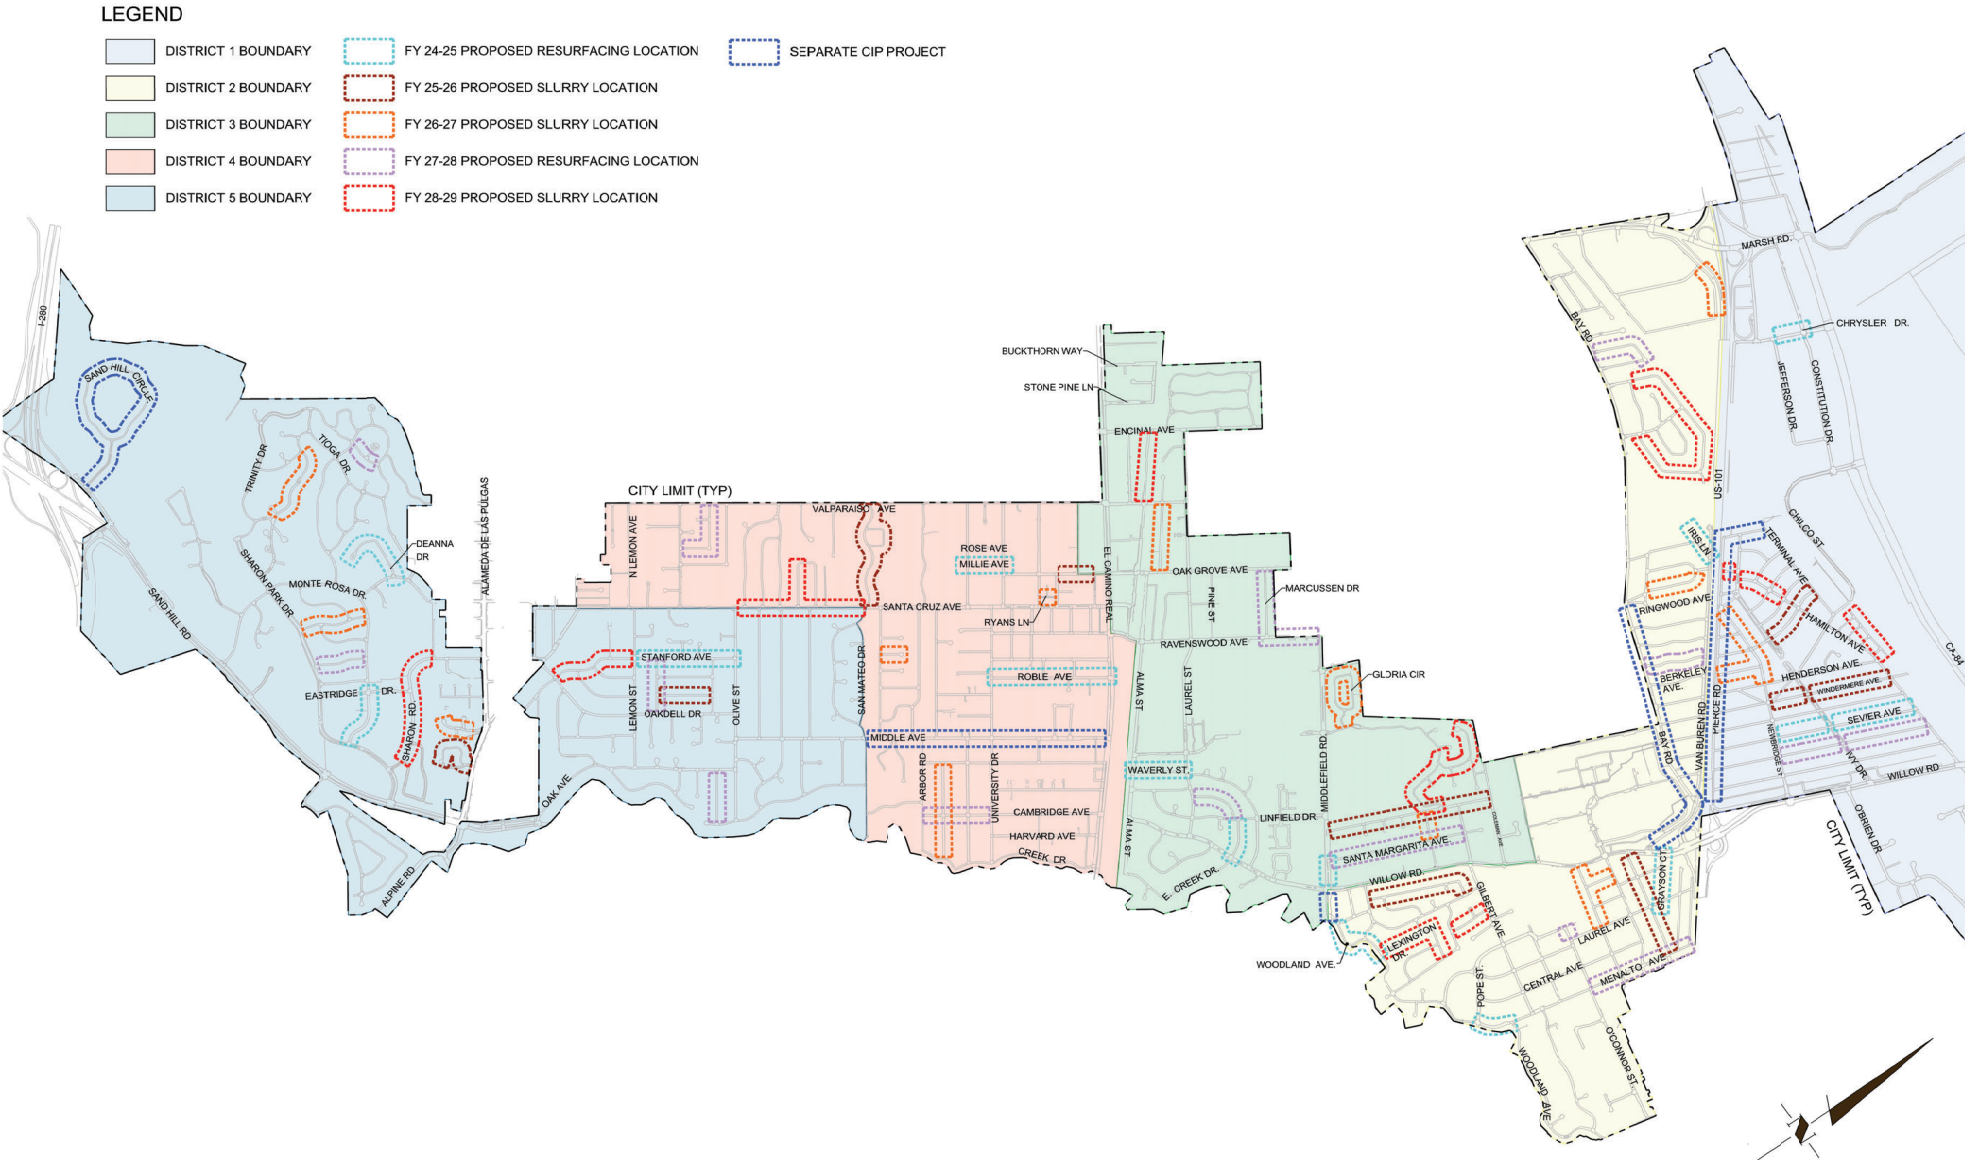 LEGEND
DISTRICT 1 BOUNDARY
FY 24-25 PROPOSED RESURFACING LOCATION
SEPARATE CIP PROJECT
DISTRICT 2 BOUNDARY
FY 25-26 PROPOSED SLURRY LOCATION
DISTRICT 3 BOUNDARY
FY 26-27 PROPOSED SLURRY LOCATION
DISTRICT 4 BOUNDARY
FY 27-28 PROPOSED RESURFACING LOCATION
DISTRICT 5 BOUNDARY
FY 28-29 PROPOSED SLURRY LOCATION
I-280
SAND HILL CIRCLE
TRINITY DR
TIOGA DR.
DEANNA
DR
SHARON PARK DR
MONTE ROSA DR.
SAND HILL RD
EASTRIDGE DR.
SHARON RD.
ALAMEDA DE LAS PULGAS
ALPINE RD
OAK AVE
CITY LIMIT (TYP)
N LEMON AVE
VALPARAISO AVE
ROSE AVE
MILLIE AVE
SANTA CRUZ AVE
RYANS LN
STANFORD AVE
LEMON ST
OAKDELL DR
OLIVE ST
SAN MATEO DR
ROBLE AVE
MIDDLE AVE
ARBOR RD
UNIVERSITY DR
CAMBRIDGE AVE
HARVARD AVE
CREEK DR
BUCKTHORN WAY
STONE PINE LN
ENCINAL AVE
EL CAMINO REAL
OAK GROVE AVE
PINE ST
MARCUSSEN DR
RAVENSWOOD AVE
ALMA ST
LAUREL ST
GLORIA CIR
WAVERLY ST.
MIDDLEFIELD RD.
ALMA ST
LINFIELD DR
E. CREEK DR.
SANTA MARGARITA AVE.
COLEMAN AVE
WILLOW RD.
GILBERT AVE
LEXINGTON
DR.
WOODLAND AVE.
POPE ST.
CENTRAL AVE
LAUREL AVE
MENALTO AVE
GRAYSON CT.
WOODLAND AVE
O'CONNOR ST.
MARSH RD.
BAY RD
CHRYSLER DR.
JEFFERSON DR.
CONSTITUTION DR.
US-101
CHILCO ST
IRIS LN
TERMINAL AVE
RINGWOOD AVE
HAMILTON AVE
CA-84
HENDERSON AVE.
WINDERMERE AVE.
BERKELEY
AVE.
SEVIER AVE
PIERCE RD
VAN BUREN RD
BAY RD
NEWBRIDGE ST
IVY DR.
WILLOW RD
O'BRIEN DR
CITY LIMIT (TYP)